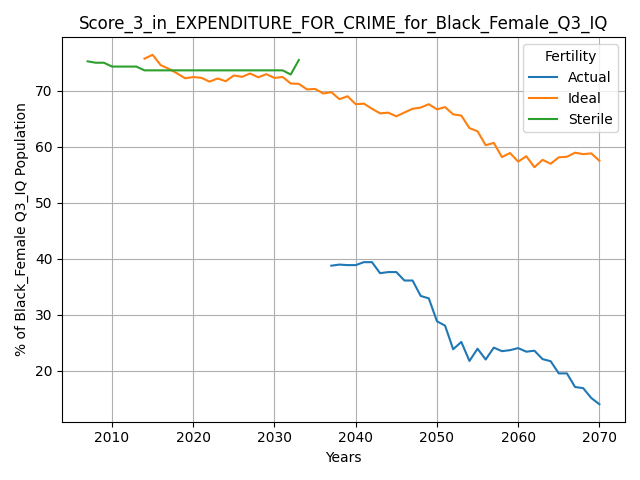 Score_3_in_EXPENDITURE_FOR_CRIME_for_Black_Female_Q3_IQ
Fertility
Actual
Ideal
Sterile
% of Black_Female Q3_IQ Population
70
60
50
40
30
20
2010 2020 2030 2040 2050 2060 2070
Years